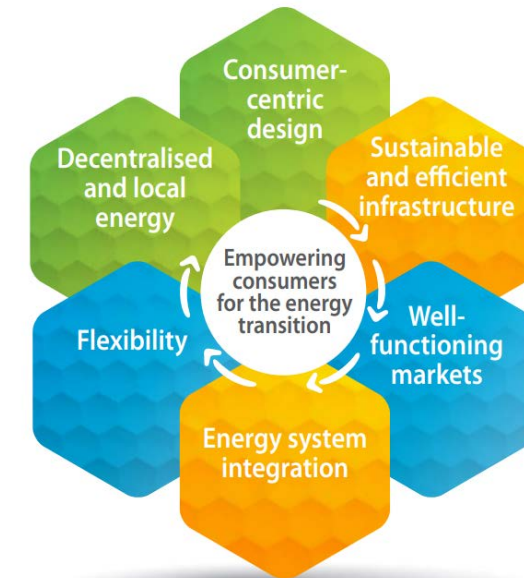 Consumer-
centric
design
Sustainable
and efficient
infrastructure
Well-
functioning
markets
Energy system
integration
Flexibility
Decentralised
and local
energy
Empowering
consumers
for the energy
transition